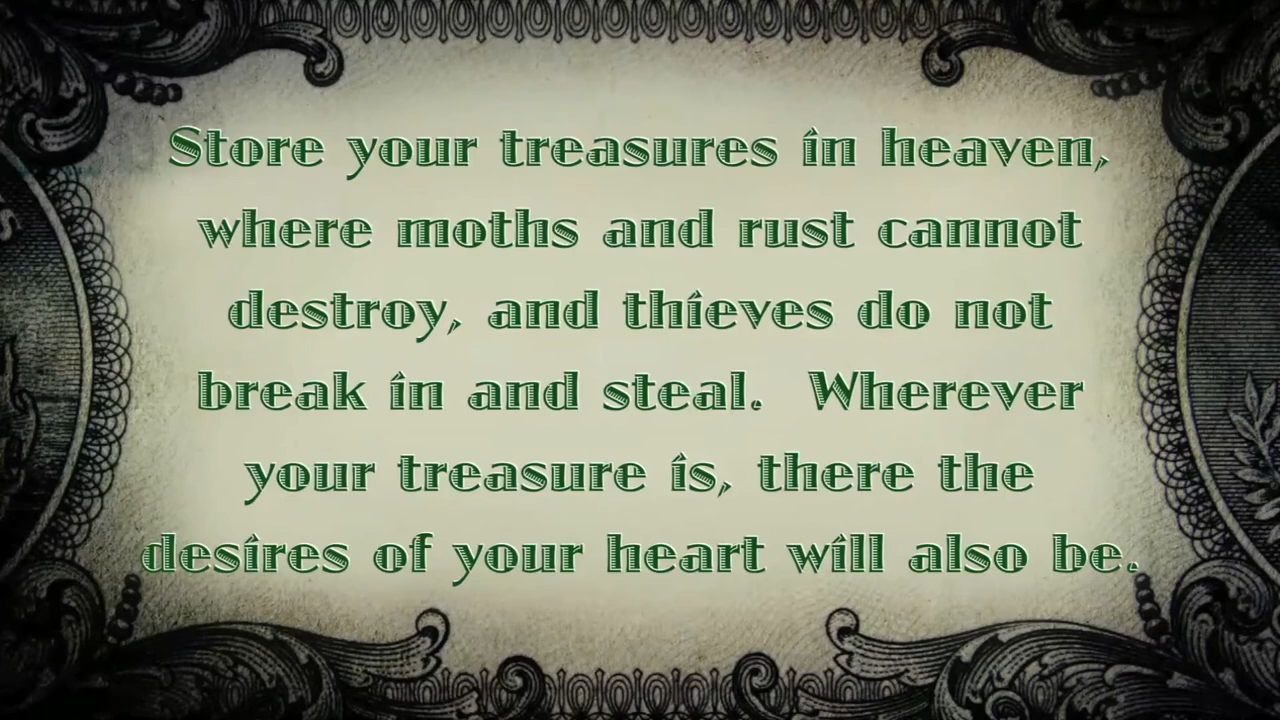 Store your treasures in heaven,
where moths and rust cannot
destroy, and thieves do not
break in and steal.  Wherever
your treasure is, there the
desires of your heart will also be.